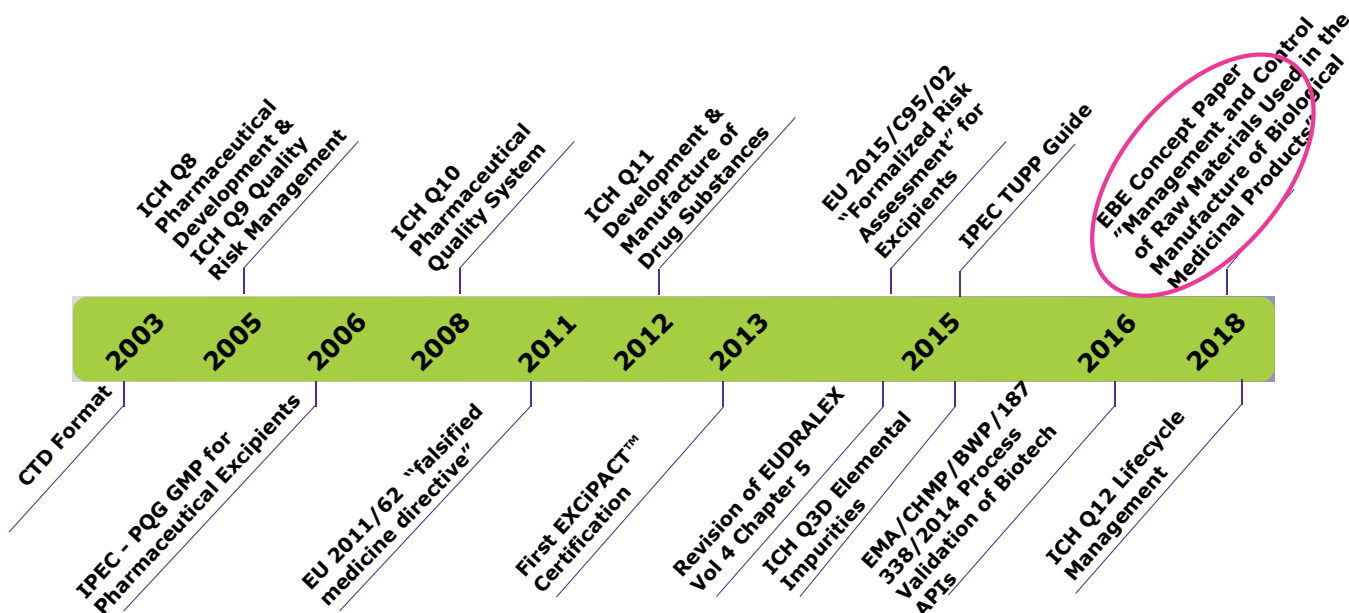 ICH Q8
Pharmaceutical
Development &
ICH Q9 Quality
Risk Management
ICH Q10
Pharmaceutical
Quality System
ICH Q11
Development &
Manufacture of
Drug Substances
EU 2015/C95/02
“Formalized Risk
Assessment” for
Excipients
IPEC TUPP Guide
EBE Concept Paper
”Management and Control
of Raw Materials Used in the
Manufacture of Biological
Medicinal Products”
2003
2005
2006
2008
2011
2012
2013
2015
2016
2018
CTD Format
IPEC - PQG GMP for
Pharmaceutical Excipients
EU 2011/62 “falsified
medicine directive”
First EXCiPACT™
Certification
Revision of EUDRALEX
Vol 4 Chapter 5
ICH Q3D Elemental
Impurities
EMA/CHMP/BWP/187
338/2014 Process
Validation of Biotech
APIs
ICH Q12 Lifecycle
Management